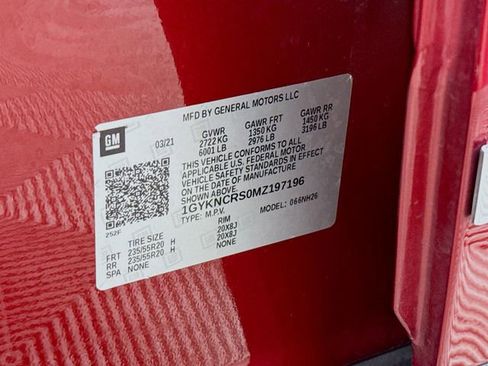 MFD BY GENERAL MOTORS LLC
GM
03/21
GVWR GAWR FRT GAWR RR
2722 KG 1350 KG 1450 KG
6001 LB 2976 LB 3196 LB
THIS VEHICLE CONFORMS TO ALL
APPLICABLE U.S. FEDERAL MOTOR
VEHICLE SAFETY STANDARDS IN EFFECT
ON THE DATE OF MANUFACTURE
SHOWN ABOVE.
1GYKNCRS0MZ197196
TYPE: M.P.V. MODEL: 066NH26
252F
TIRE SIZE RIM
FRT 235/55R20 H 20X8J
RR 235/55R20 H 20X8J
SPA NONE NONE